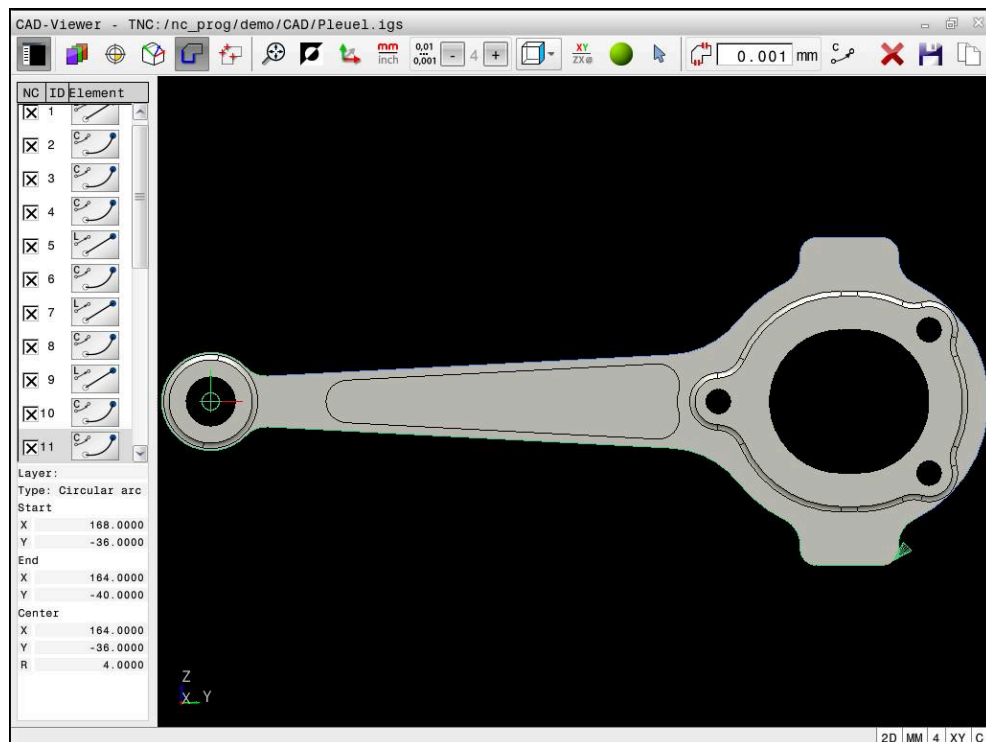 CAD-Viewer - TNC:/nc_prog/demo/CAD/Pleuel.igs
mm
inch
0,01
0,001
- 4 +
XY
ZX
0.001 mm
C
NC ID Element
1
2 C
3 C
4 C
5 L
6 C
7 L
8 C
9 L
10 C
11 C
Layer:
Type: Circular arc
Start
X 168.0000
Y -36.0000
End
X 164.0000
Y -40.0000
Center
X 164.0000
Y -36.0000
R 4.0000
Z
X Y
2D MM 4 XY C